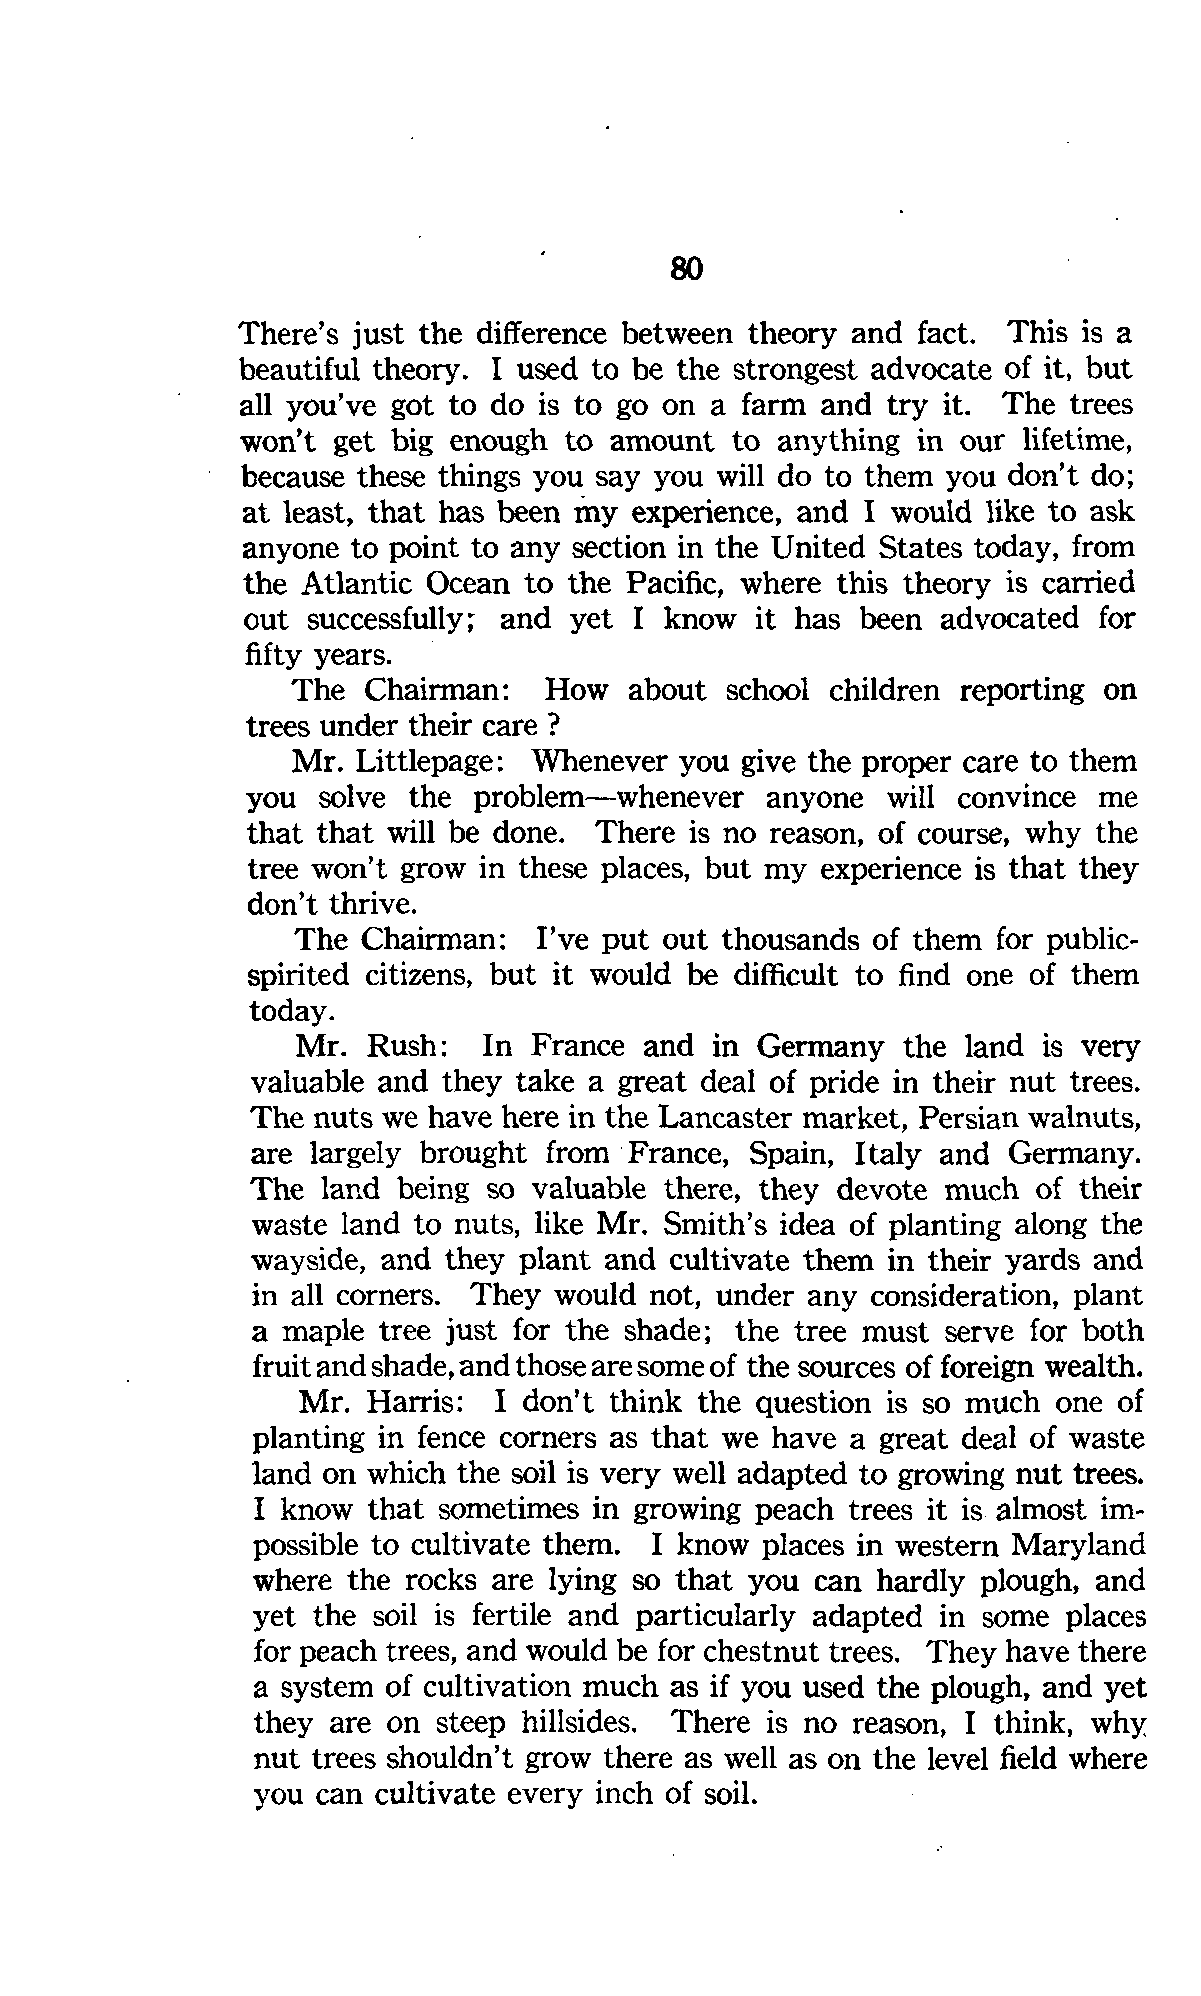 80
There's just the difference between theory and fact. This is a
beautiful theory. I used to be the strongest advocate of it, but
all you've got to do is to go on a farm and try it. The trees
won't get big enough to amount to anything in our lifetime,
because these things you say you will do to them you don't do;
at least, that has been my experience, and I would like to ask
anyone to point to any section in the United States today, from
the Atlantic Ocean to the Pacific, where this theory is carried
out successfully; and yet I know it has been advocated for
fifty years.
The Chairman: How about school children reporting on
trees under their care ?
Mr. Littlepage: Whenever you give the proper care to them
you solve the problem—whenever anyone will convince me
that that will be done. There is no reason, of course, why the
tree won't grow in these places, but my experience is that they
don't thrive.
The Chairman: I've put out thousands of them for public-
spirited citizens, but it would be difficult to find one of them
today.
Mr. Rush: In France and in Germany the land is very
valuable and they take a great deal of pride in their nut trees.
The nuts we have here in the Lancaster market, Persian walnuts,
are largely brought from France, Spain, Italy and Germany.
The land being so valuable there, they devote much of their
waste land to nuts, like Mr. Smith's idea of planting along the
wayside, and they plant and cultivate them in their yards and
in all corners. They would not, under any consideration, plant
a maple tree just for the shade; the tree must serve for both
fruit and shade, and those are some of the sources of foreign wealth.
Mr. Harris: I don't think the question is so much one of
planting in fence corners as that we have a great deal of waste
land on which the soil is very well adapted to growing nut trees.
I know that sometimes in growing peach trees it is almost im-
possible to cultivate them. I know places in western Maryland
where the rocks are lying so that you can hardly plough, and
yet the soil is fertile and particularly adapted in some places
for peach trees, and would be for chestnut trees. They have there
a system of cultivation much as if you used the plough, and yet
they are on steep hillsides. There is no reason, I think, why
nut trees shouldn't grow there as well as on the level field where
you can cultivate every inch of soil.